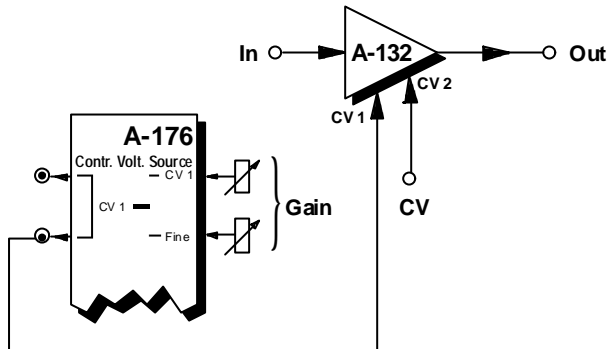 In
A-132
Out
CV 2
CV 1
A-176
Contr. Volt. Source
CV 1
CV 1
Fine
Gain
CV